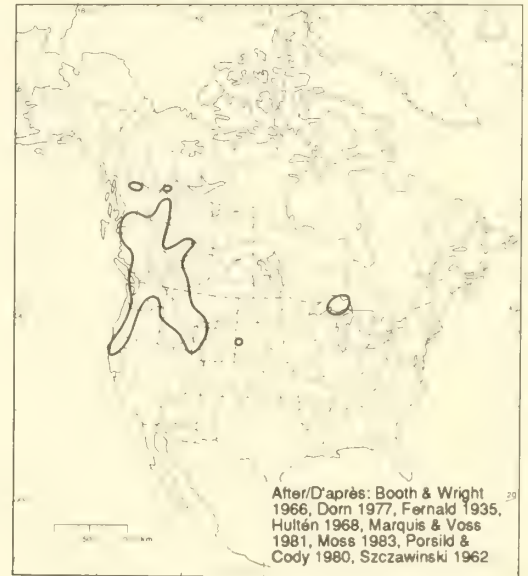 After/D'après: Booth & Wright
1966, Dorn 1977, Fernald 1935,
Hultén 1968, Marquis & Voss
1981, Moss 1983, Porsild &
Cody 1980, Szczawinski 1962
km